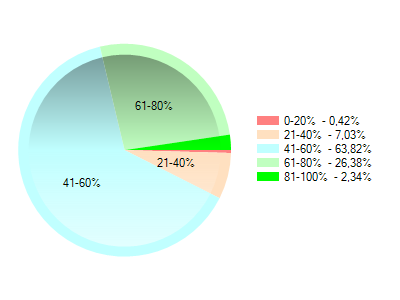 61-80%
21-40%
41-60%
0-20% - 0,42%
21-40% - 7,03%
41-60% - 63,82%
61-80% - 26,38%
81-100% - 2,34%